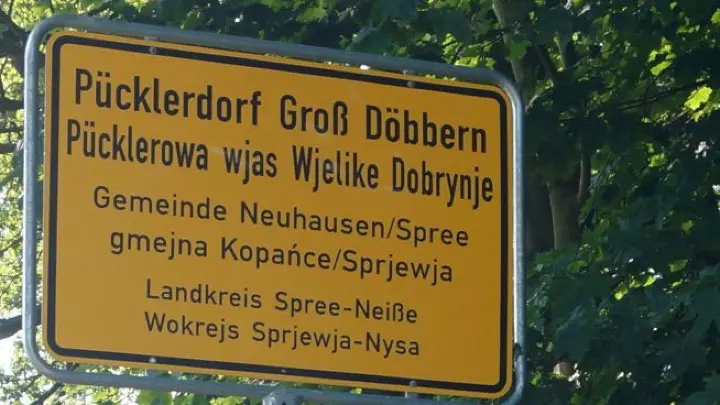 Pücklerdorf Groß Döbbern
Pücklerowa wjas Wjelike Dobrynje
Gemeinde Neuhausen/Spree
gmejna Kopańce/Sprjewja
Landkreis Spree-Neiße
Wokrejs Sprjewja-Nysa